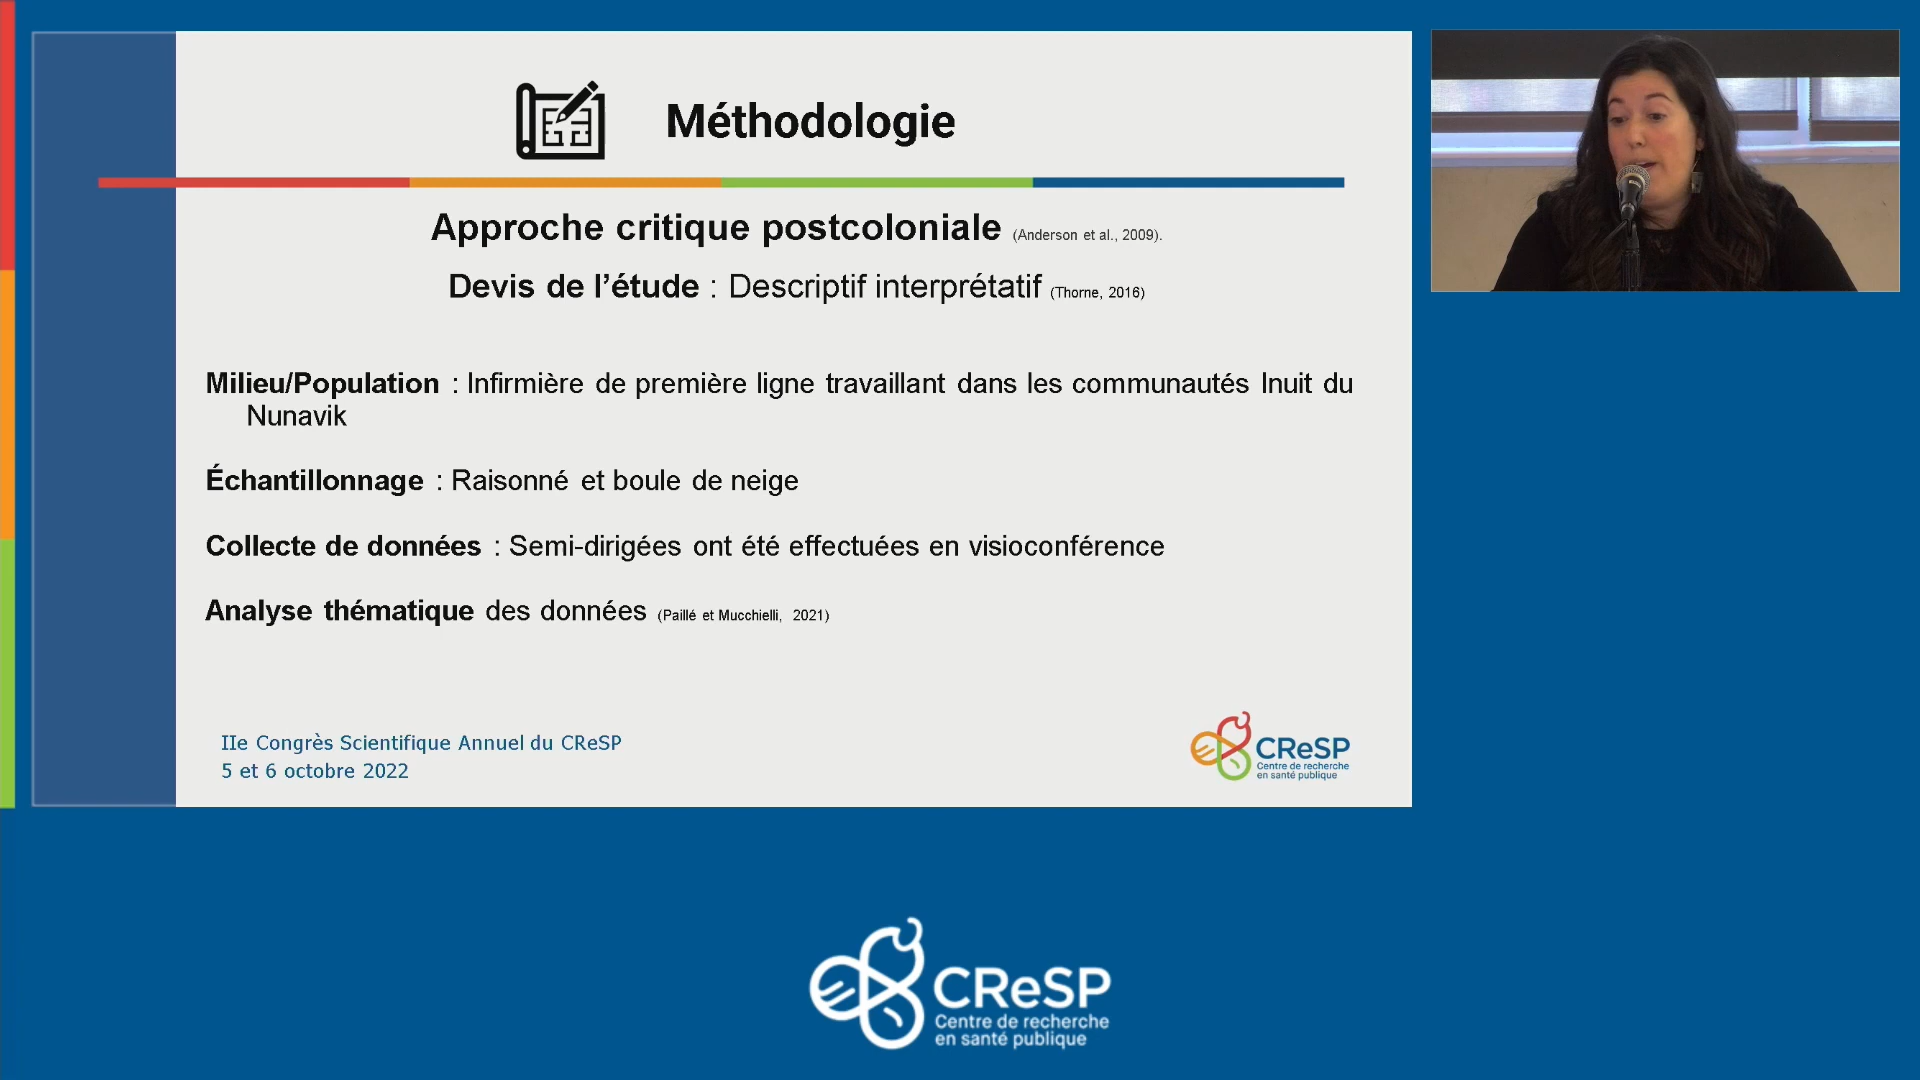 Méthodologie
Approche critique postcoloniale (Anderson et al., 2009).
Devis de l’étude : Descriptif interprétatif (Thorne, 2016)
Milieu/Population : Infirmière de première ligne travaillant dans les communautés Inuit du
Nunavik
Échantillonnage : Raisonné et boule de neige
Collecte de données : Semi-dirigées ont été effectuées en visioconférence
Analyse thématique des données (Paillé et Mucchielli, 2021)
IIe Congrès Scientifique Annuel du CReSP
5 et 6 octobre 2022
CReSP
Centre de recherche
en santé publique
CReSP
Centre de recherche
en santé publique